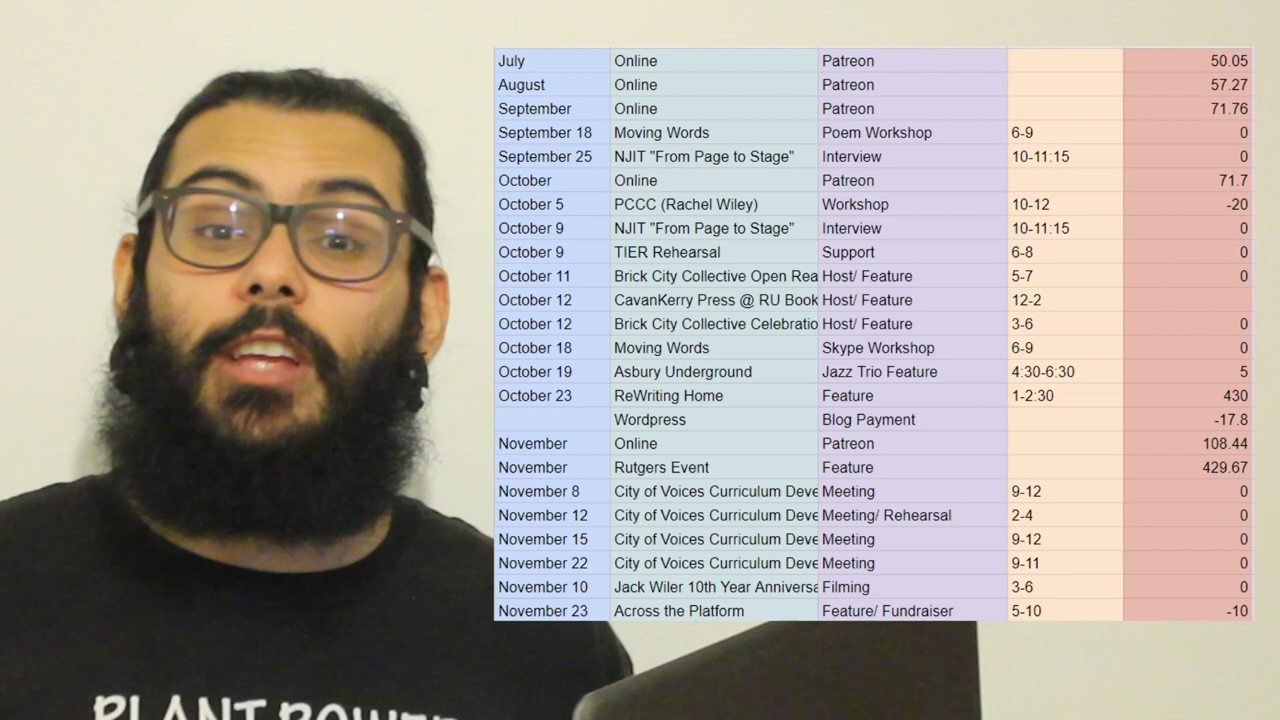 July Online Patreon 50.05
August Online Patreon 57.27
September Online Patreon 71.76
September 18 Moving Words Poem Workshop 6-9 0
September 25 NJIT "From Page to Stage" Interview 10-11:15 0
October Online Patreon 71.7
October 5 PCCC (Rachel Wiley) Workshop 10-12 -20
October 9 NJIT "From Page to Stage" Interview 10-11:15 0
October 9 TIER Rehearsal Support 6-8 0
October 11 Brick City Collective Open Rea Host/ Feature 5-7 0
October 12 CavanKerry Press @ RU Book Host/ Feature 12-2
October 12 Brick City Collective Celebratio Host/ Feature 3-6 0
October 18 Moving Words Skype Workshop 6-9 0
October 19 Asbury Underground Jazz Trio Feature 4:30-6:30 5
October 23 ReWriting Home Feature 1-2:30 430
Wordpress Blog Payment -17.8
November Online Patreon 108.44
November Rutgers Event Feature 429.67
November 8 City of Voices Curriculum Deve Meeting 9-12 0
November 12 City of Voices Curriculum Deve Meeting/ Rehearsal 2-4 0
November 15 City of Voices Curriculum Deve Meeting 9-12 0
November 22 City of Voices Curriculum Deve Meeting 9-11 0
November 10 Jack Wiler 10th Year Anniversa Filming 3-6 0
November 23 Across the Platform Feature/ Fundraiser 5-10 -10
PLANT POWER